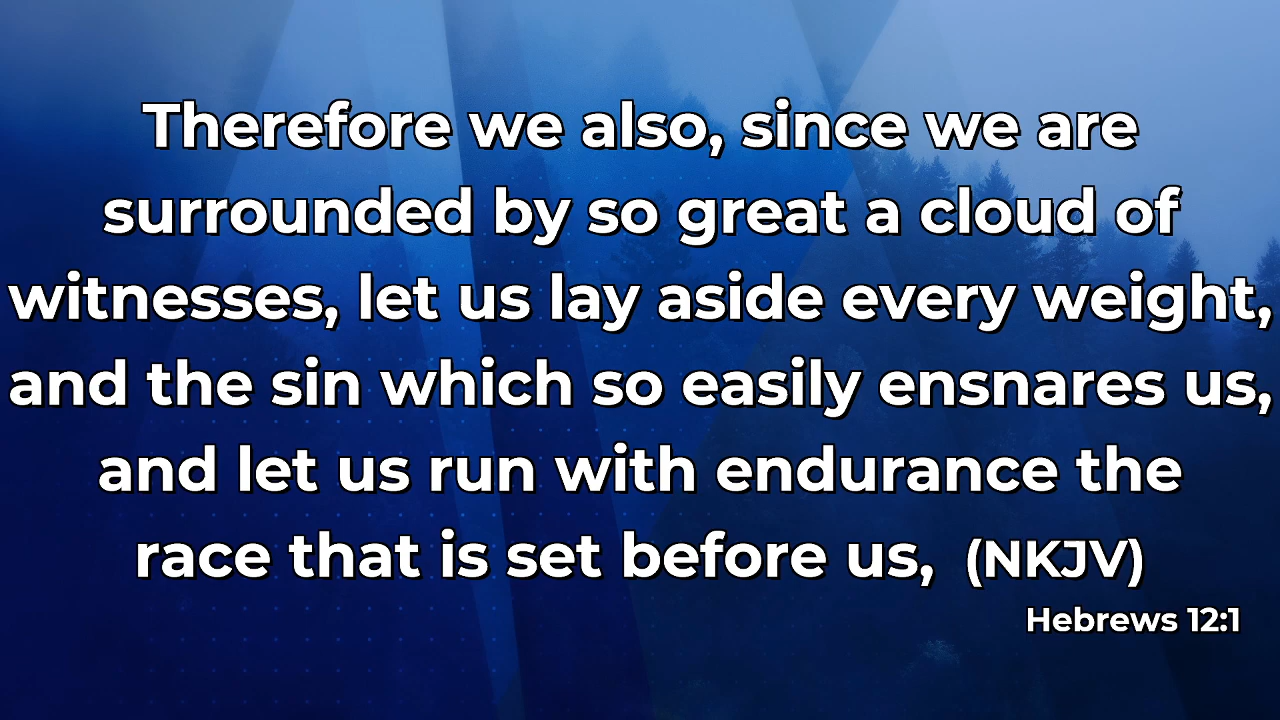 Therefore we also, since we are
surrounded by so great a cloud of
witnesses, let us lay aside every weight,
and the sin which so easily ensnares us,
and let us run with endurance the
race that is set before us, (NKJV)
Hebrews 12:1